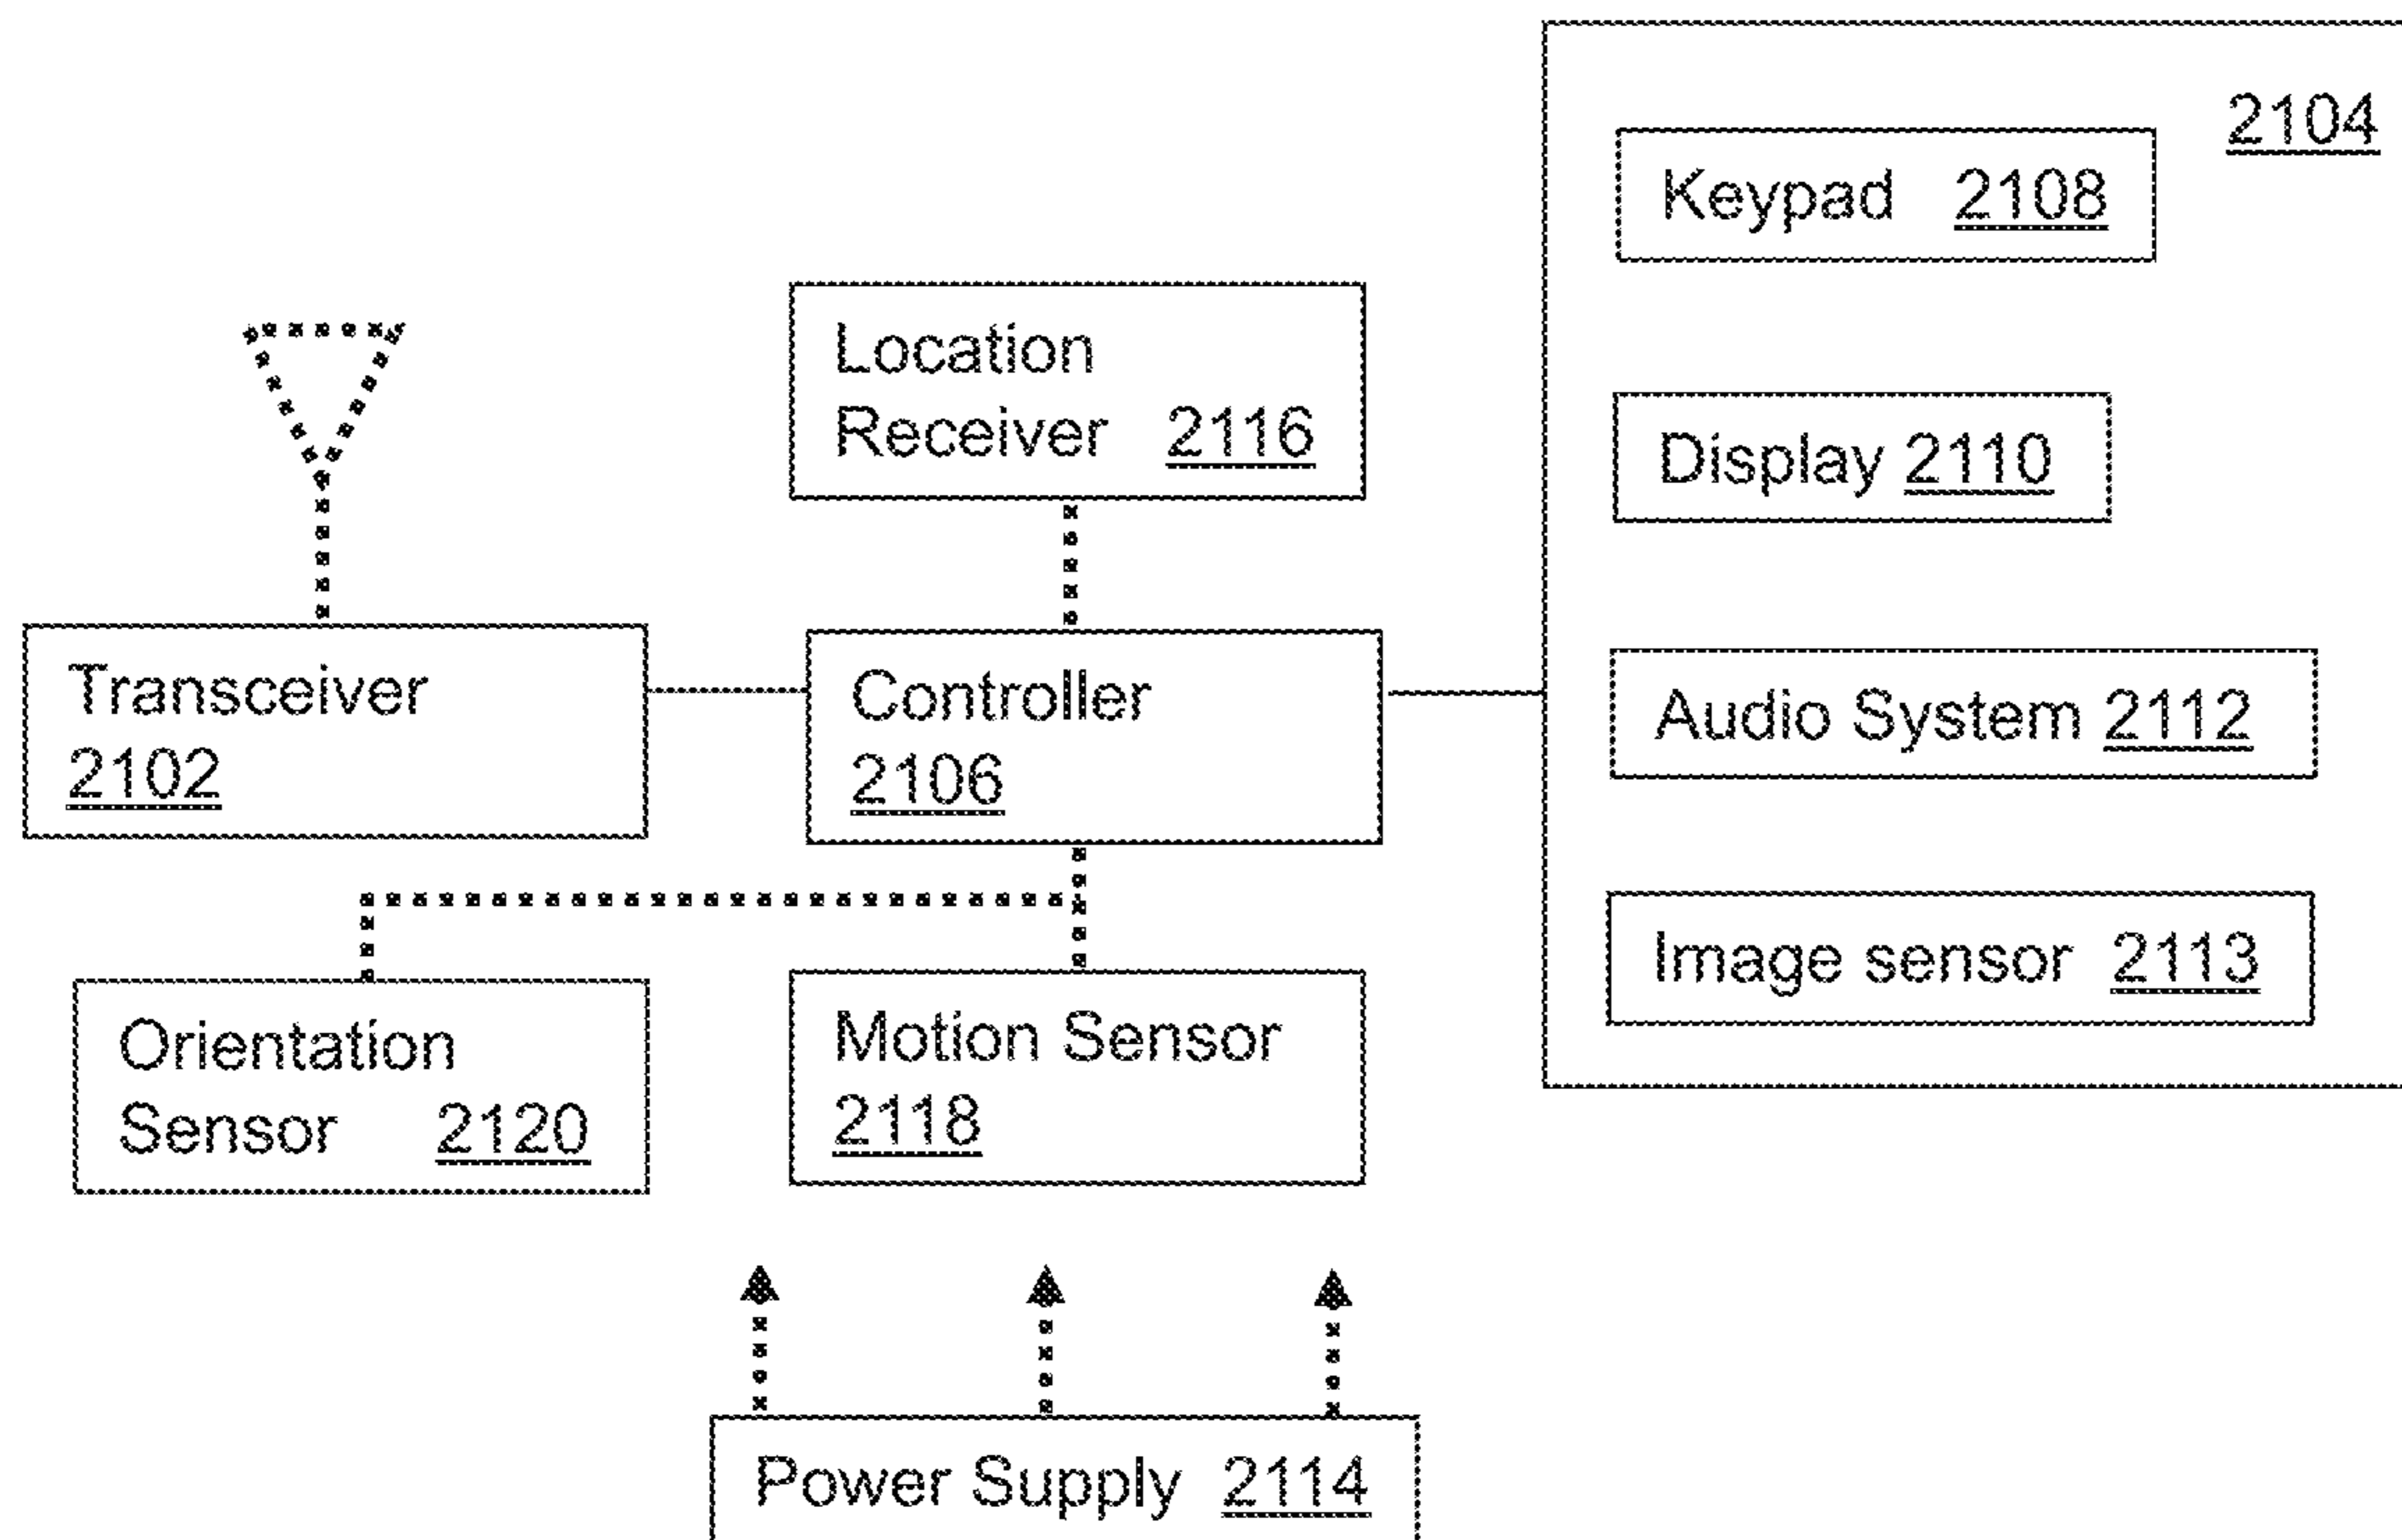 2104
Keypad 2108
Location
Receiver 2116
Display 2110
Transceiver
2102
Controller
2106
Audio System 2112
Image sensor 2113
Orientation
Sensor 2120
Motion Sensor
2118
Power Supply 2114